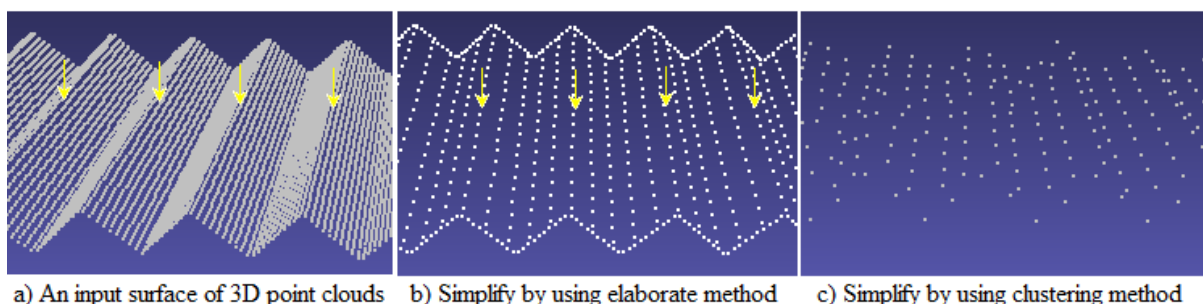 a) An input surface of 3D point clouds
b) Simplify by using elaborate method
c) Simplify by using clustering method